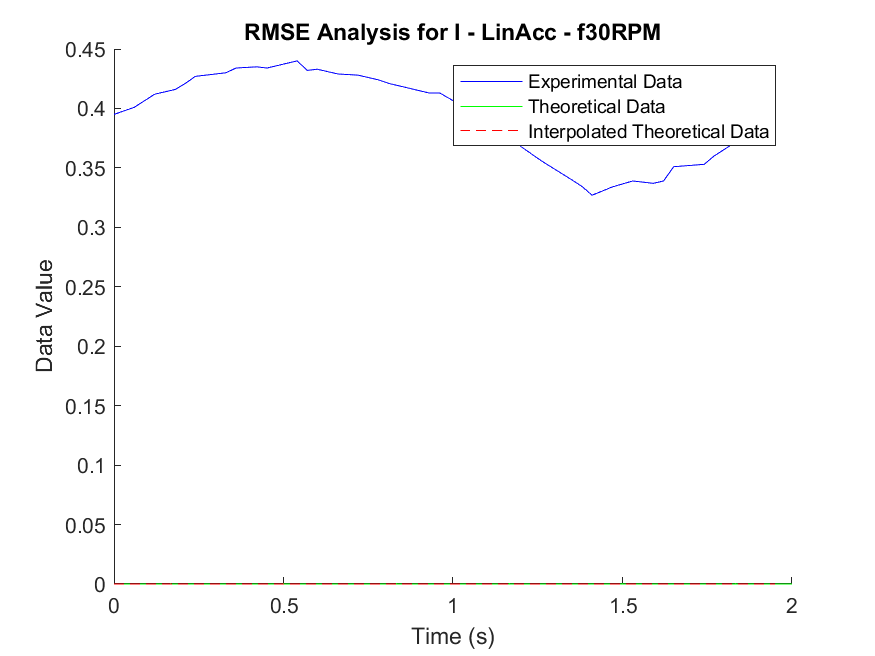 RMSE Analysis for I - LinAcc - f30RPM
Experimental Data
Theoretical Data
Interpolated Theoretical Data
0.45
0.4
0.35
0.3
0.25
0.2
0.15
0.1
0.05
0
Data Value
0
0.5
1
1.5
2
Time (s)